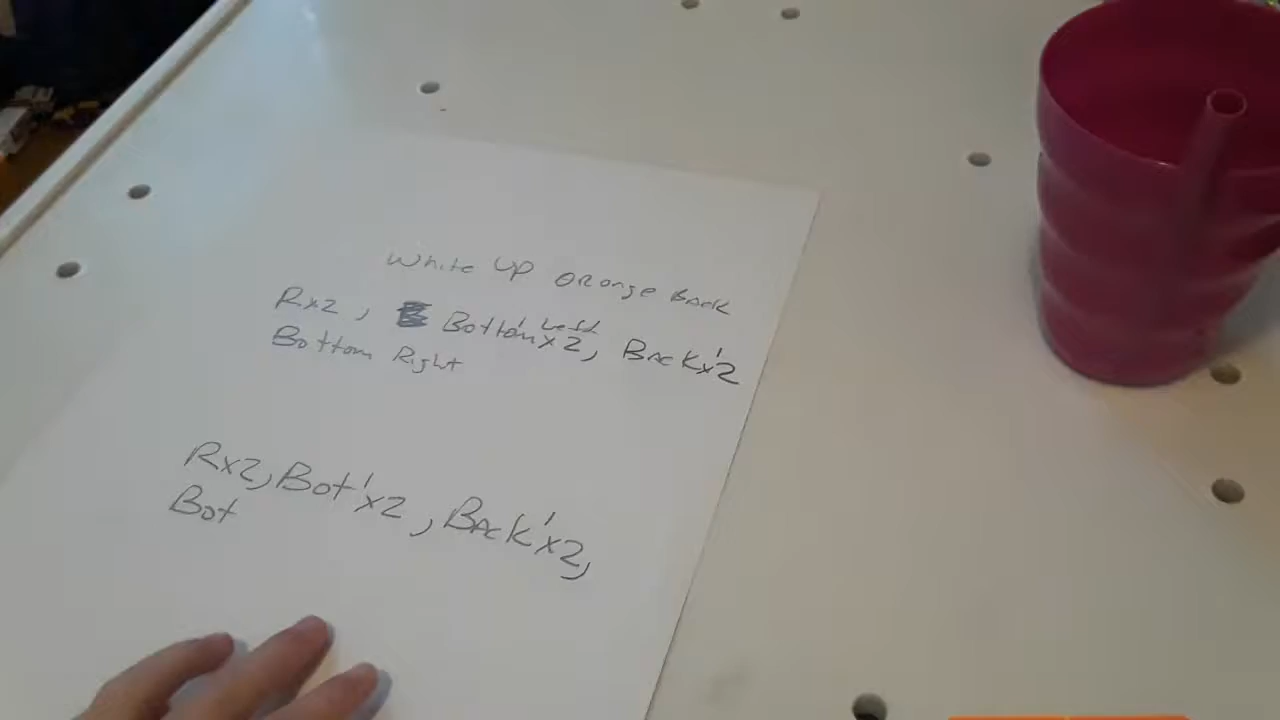 White UP ORange Back
Rx2, Bottom' Left x2, Back'x2
Bottom Right
Rx2, Bot'x2, Back'x2,
Bot